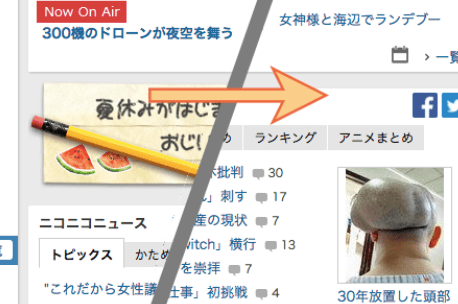 Now On Air
300機のドローンが夜空を舞う
女神様と海辺でランデブー
一覧
夏休みがはじま
おじ
め
ランキング
アニメまとめ
批判 30
ん」刺す 17
産の現状 7
witch」横行 13
を崇拝 7
仕事」初挑戦 4
ニコニコニュース
トピックス
かため
"これだから女性議
30年放置した頭部